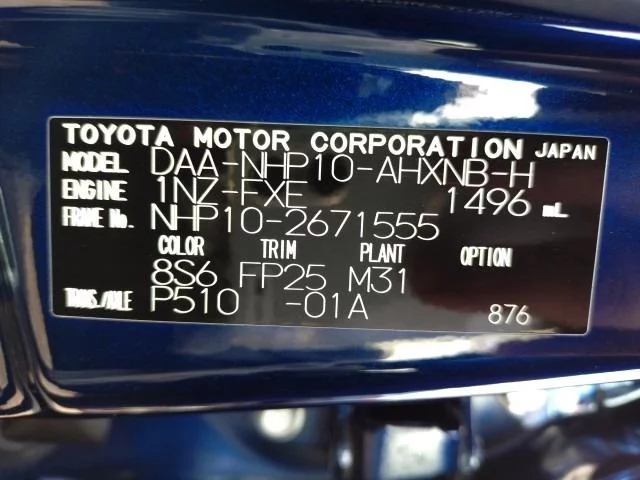 TOYOTA MOTOR CORPORATION JAPAN
MODEL DAA-NHP10-AHXNB-H
ENGINE 1NZ-FXE 1496 mL
FRAME No. NHP10-2671555
COLOR TRIM PLANT OPTION
8S6 FP25 M31
TRANS./AXLE P510 -01A 876